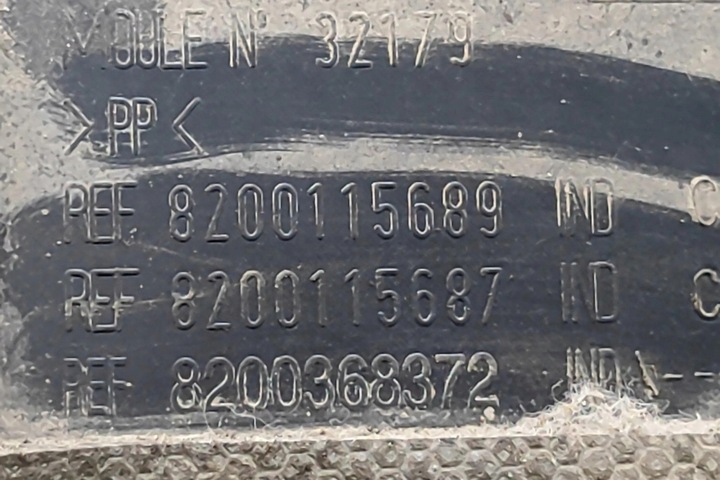 MOULE N° 32179
>PP<
REF 8200115689 IND C
REF 8200115687 IND C
REF 8200368372 IND --